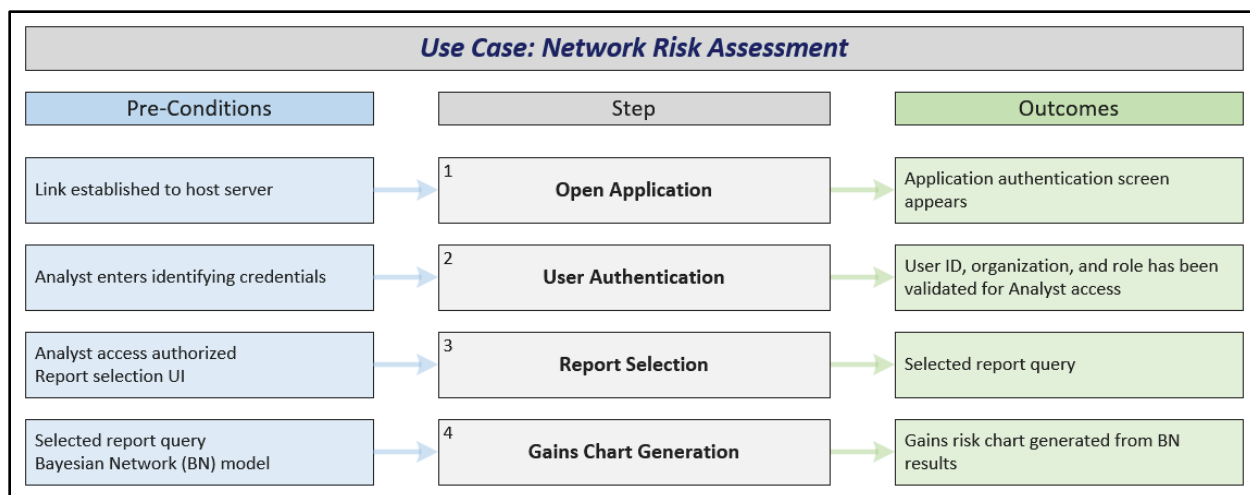 Use Case: Network Risk Assessment
Pre-Conditions
Step
Outcomes
Link established to host server
1
Open Application
Application authentication screen
appears
Analyst enters identifying credentials
2
User Authentication
User ID, organization, and role has been
validated for Analyst access
Analyst access authorized
Report selection UI
3
Report Selection
Selected report query
Selected report query
Bayesian Network (BN) model
4
Gains Chart Generation
Gains risk chart generated from BN
results